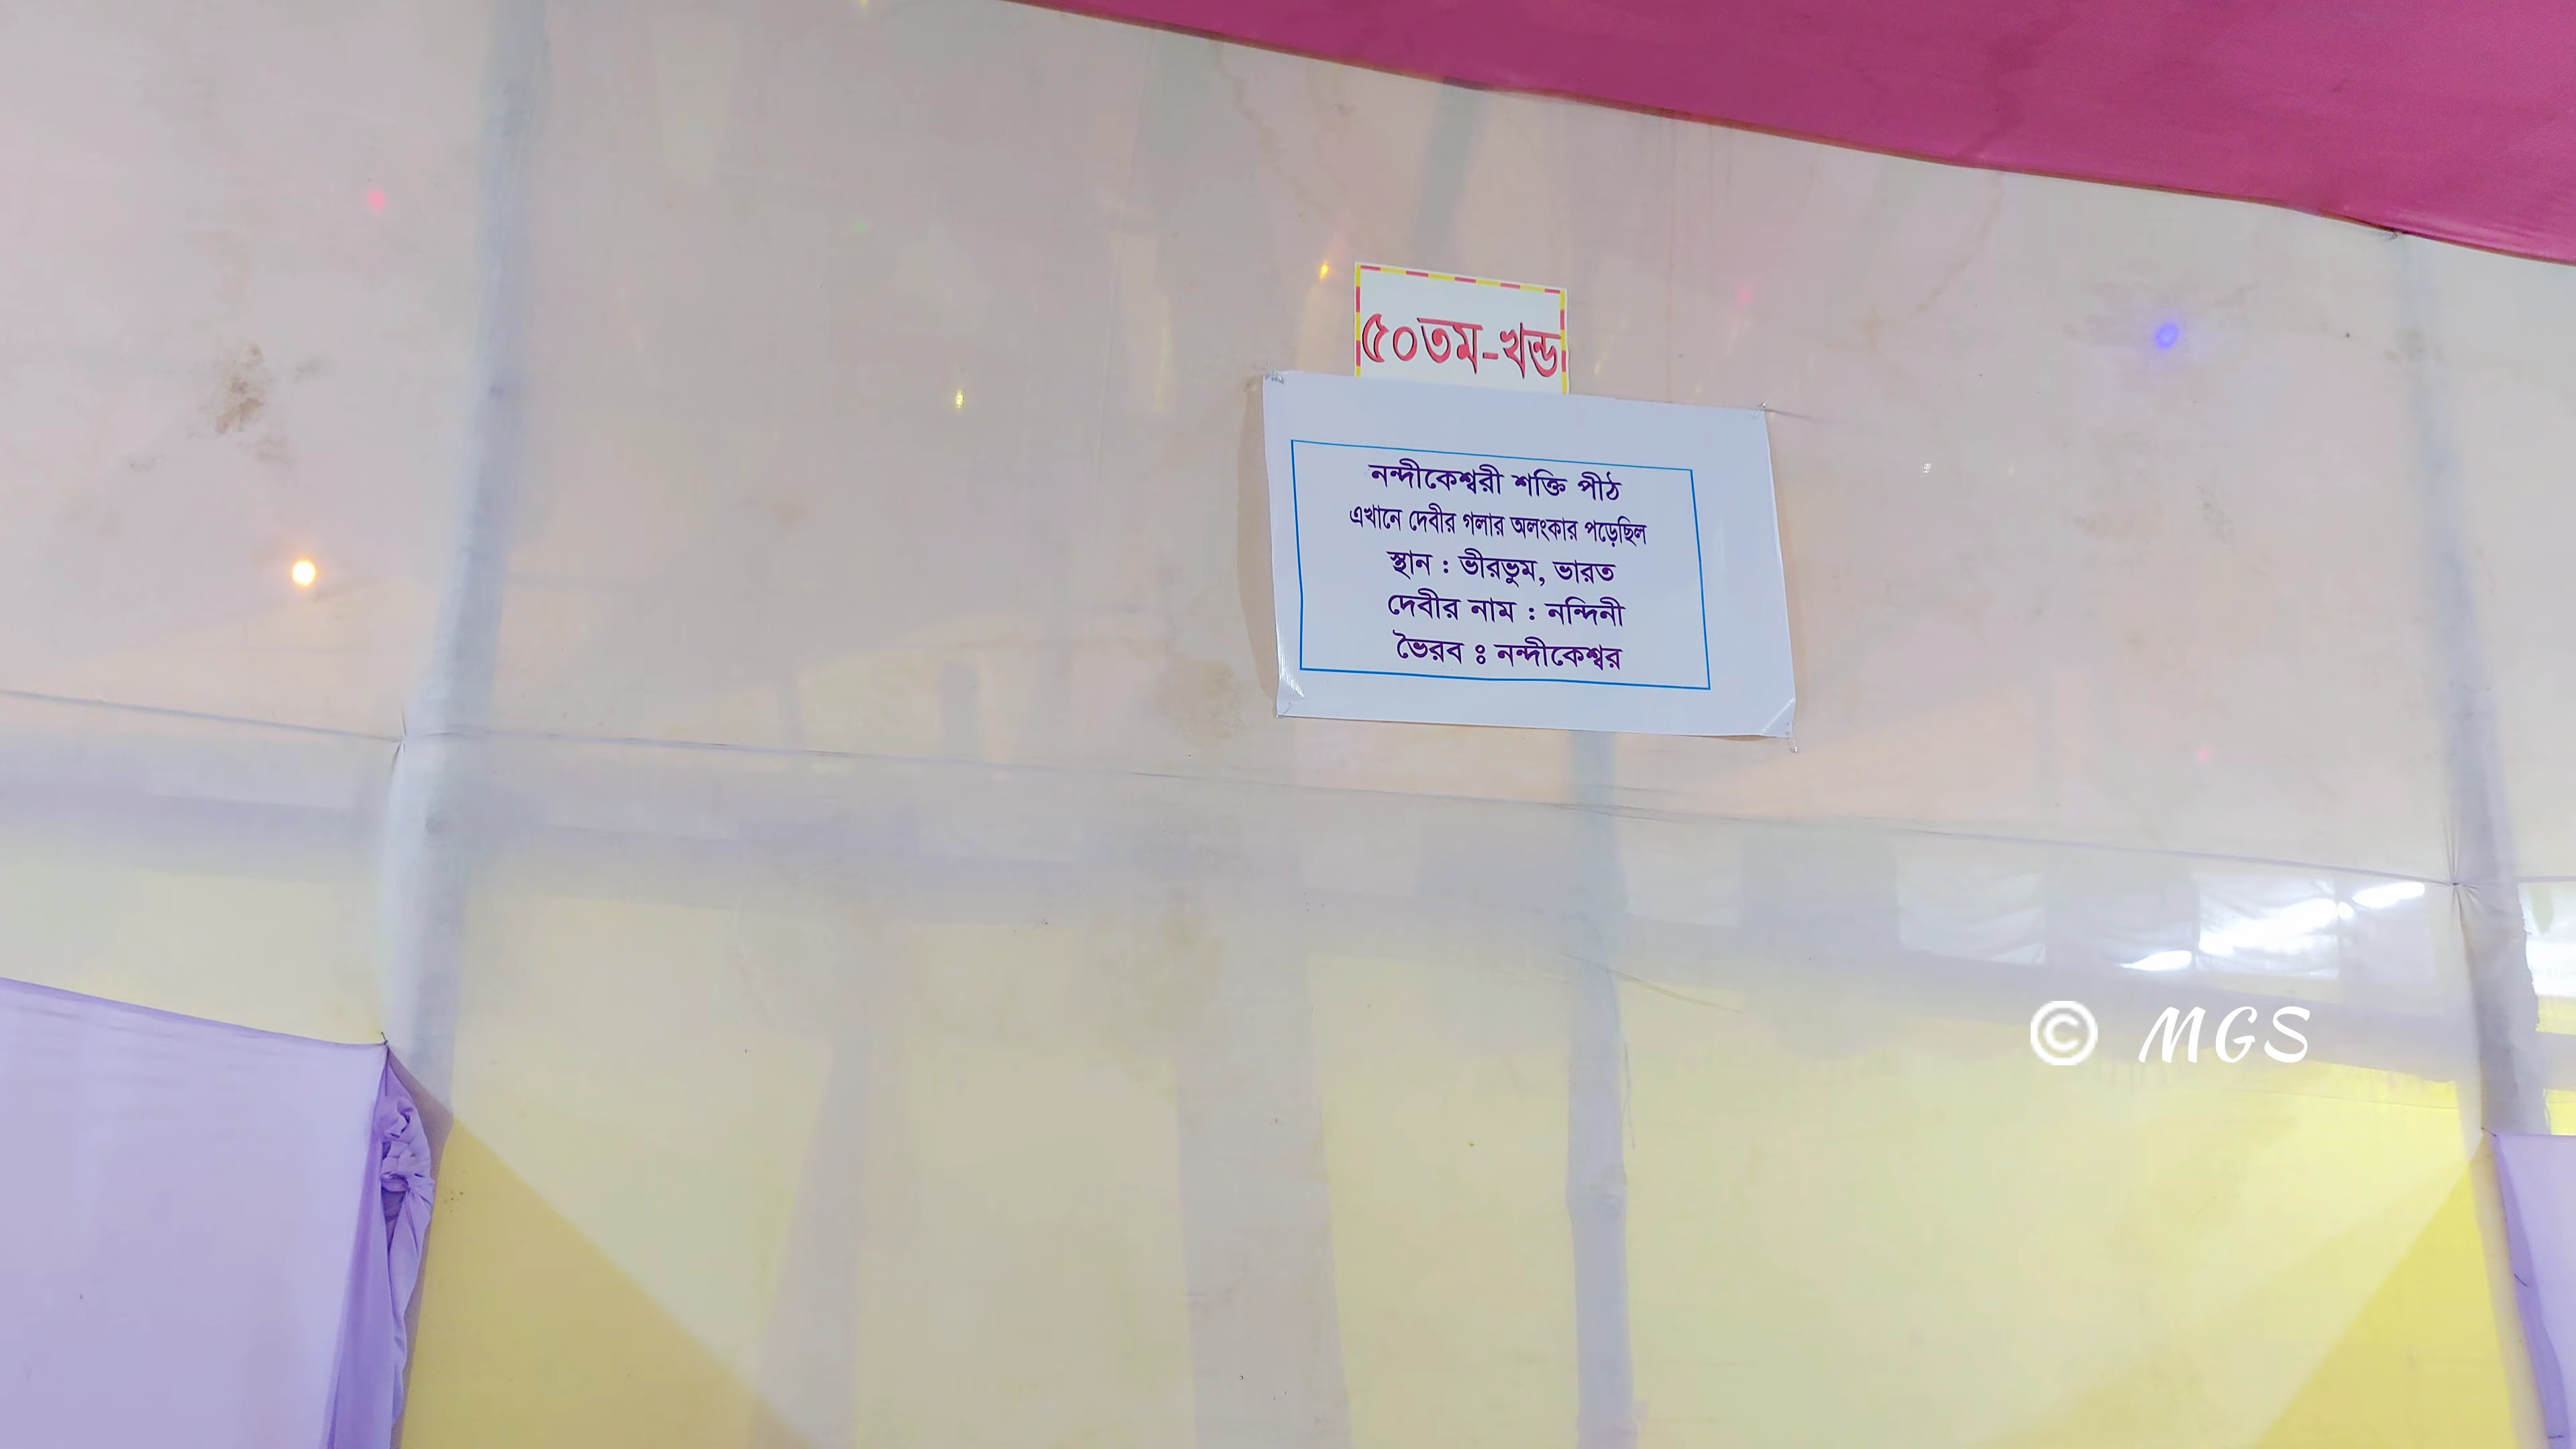 ৫০তম-খন্ড
নন্দীকেশ্বরী শক্তি পীঠ
এখানে দেবীর গলার অলংকার পড়েছিল
স্থান : ভীরভুম, ভারত
দেবীর নাম : নন্দিনী
ভৈরব ঃ নন্দীকেশ্বর
© MGS